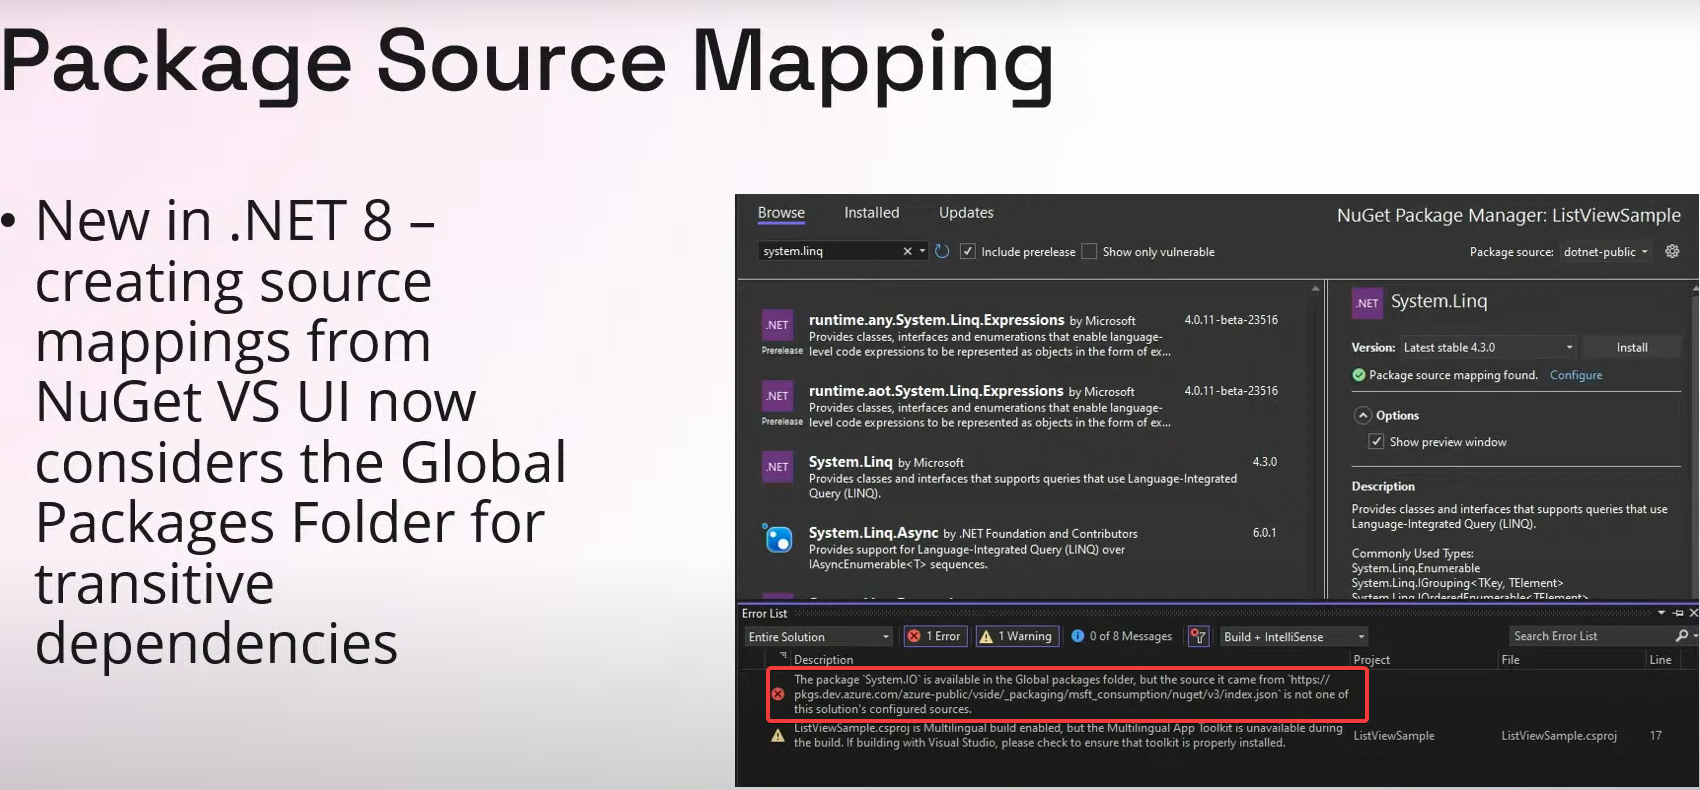 Package Source Mapping
• New in .NET 8 –
creating source
mappings from
NuGet VS UI now
considers the Global
Packages Folder for
transitive
dependencies
Browse Installed Updates NuGet Package Manager: ListViewSample
system.linq Include prerelease Show only vulnerable Package source: dotnet-public
.NET runtime.any.System.Linq.Expressions by Microsoft 4.0.11-beta-23516
Prerelease Provides classes, interfaces and enumerations that enable language-
level code expressions to be represented as objects in the form of ex...
.NET runtime.aot.System.Linq.Expressions by Microsoft 4.0.11-beta-23516
Prerelease Provides classes, interfaces and enumerations that enable language-
level code expressions to be represented as objects in the form of ex...
.NET System.Linq by Microsoft 4.3.0
Provides classes and interfaces that supports queries that use Language-Integrated
Query (LINQ).
System.Linq.Async by .NET Foundation and Contributors 6.0.1
Provides support for Language-Integrated Query (LINQ) over
IAsyncEnumerable<T> sequences.
.NET System.Linq
Version: Latest stable 4.3.0 Install
Package source mapping found. Configure
Options
Show preview window
Description
Provides classes and interfaces that supports queries that use
Language-Integrated Query (LINQ).
Commonly Used Types:
System.Linq.Enumerable
System.Linq.IGrouping<TKey, TElement>
System.Linq.IOrderedEnumerable<TElement>
Error List
Entire Solution 1 Error 1 Warning 0 of 8 Messages Build + IntelliSense Search Error List
Description Project File Line
The package `System.IO` is available in the Global packages folder, but the source it came from `https://
pkgs.dev.azure.com/azure-public/vside/_packaging/msft_consumption/nuget/v3/index.json` is not one of
this solution's configured sources.
ListViewSample.csproj is Multilingual build enabled, but the Multilingual App Toolkit is unavailable during
the build. If building with Visual Studio, please check to ensure that toolkit is properly installed. ListViewSample ListViewSample.csproj 17